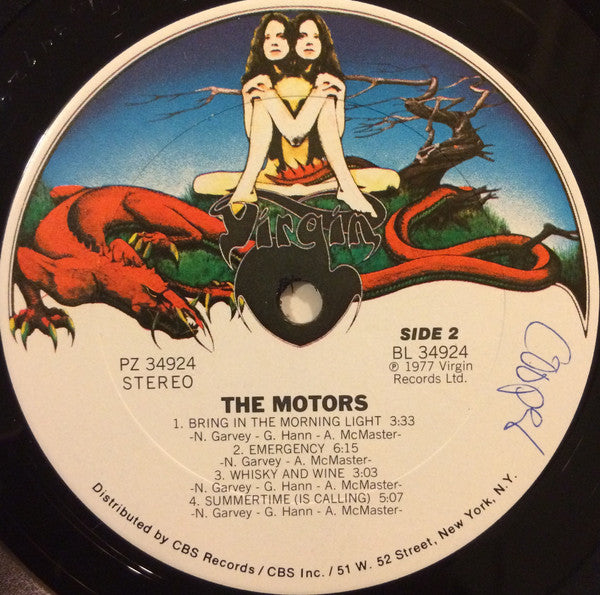 Virgin
SIDE 2
PZ 34924
STEREO
BL 34924
℗ 1977 Virgin
Records Ltd.
THE MOTORS
1. BRING IN THE MORNING LIGHT 3:33
-N. Garvey - G. Hann - A. McMaster-
2. EMERGENCY 6:15
-N. Garvey - A. McMaster-
3. WHISKY AND WINE 3:03
-N. Garvey - G. Hann - A. McMaster-
4. SUMMERTIME (IS CALLING) 5:07
-N. Garvey - G. Hann - A. McMaster-
Distributed by CBS Records / CBS Inc. / 51 W. 52 Street, New York, N.Y.